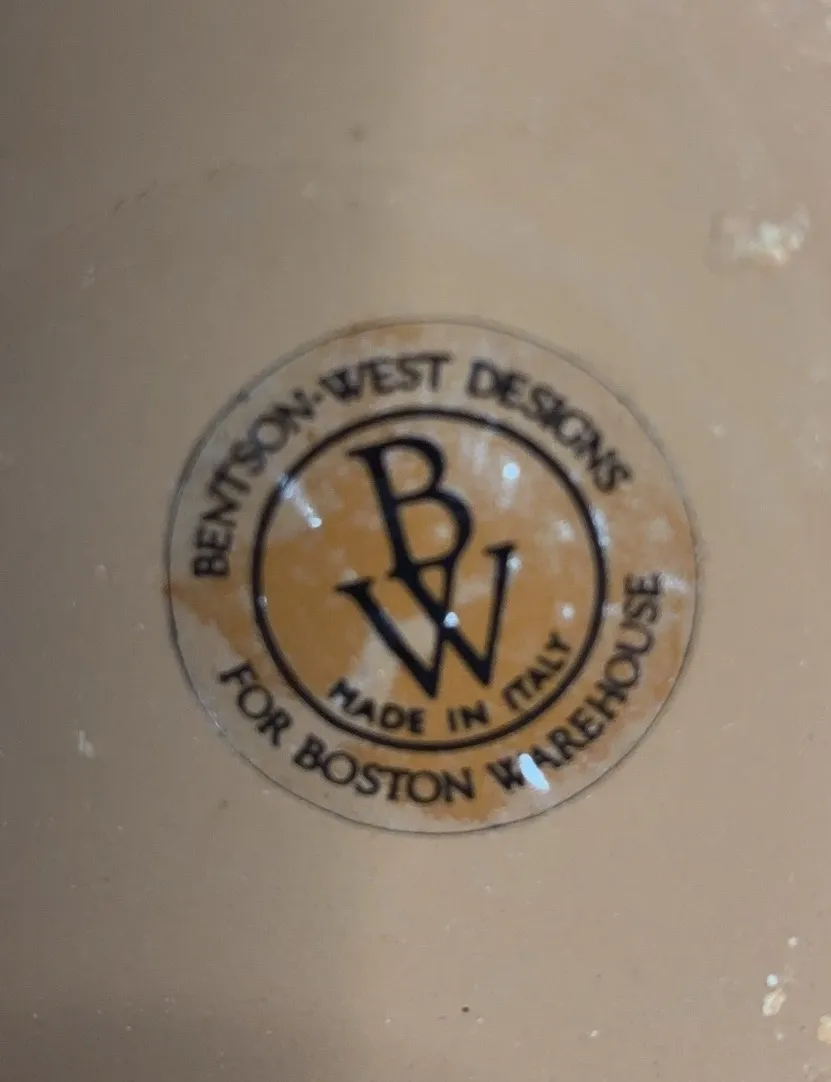 BENTSON-WEST DESIGNS
BW
MADE IN ITALY
FOR BOSTON WAREHOUSE